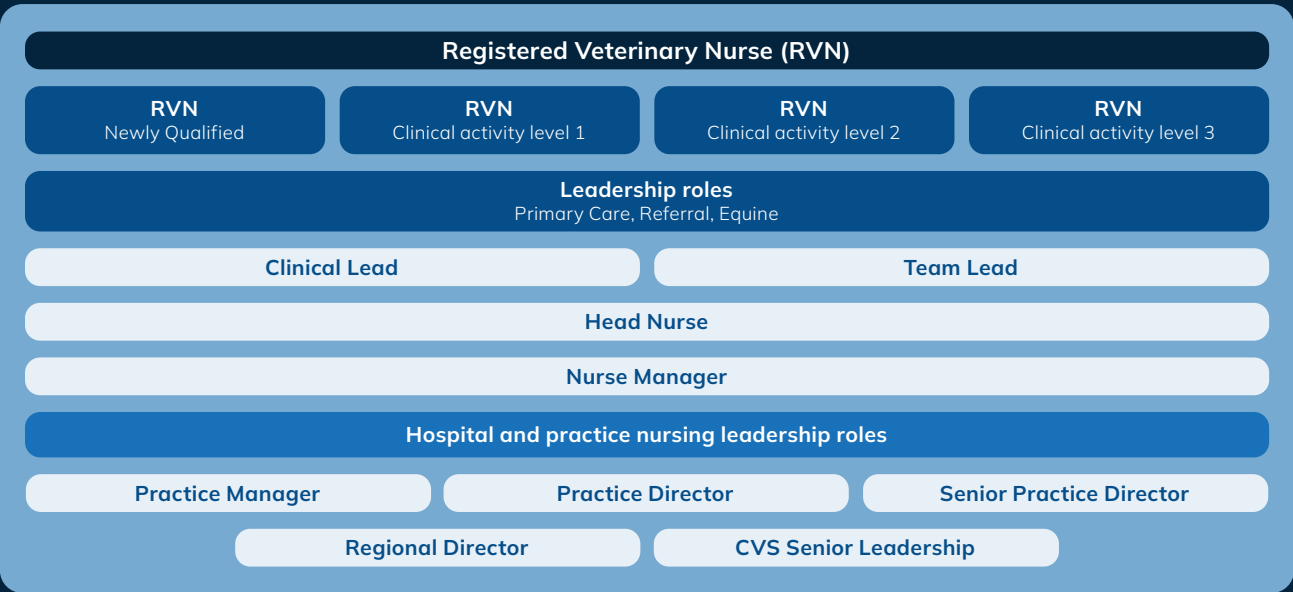 Registered Veterinary Nurse (RVN)
RVN
Newly Qualified
RVN
Clinical activity level 1
RVN
Clinical activity level 2
RVN
Clinical activity level 3
Leadership roles
Primary Care, Referral, Equine
Clinical Lead
Team Lead
Head Nurse
Nurse Manager
Hospital and practice nursing leadership roles
Practice Manager
Practice Director
Senior Practice Director
Regional Director
CVS Senior Leadership